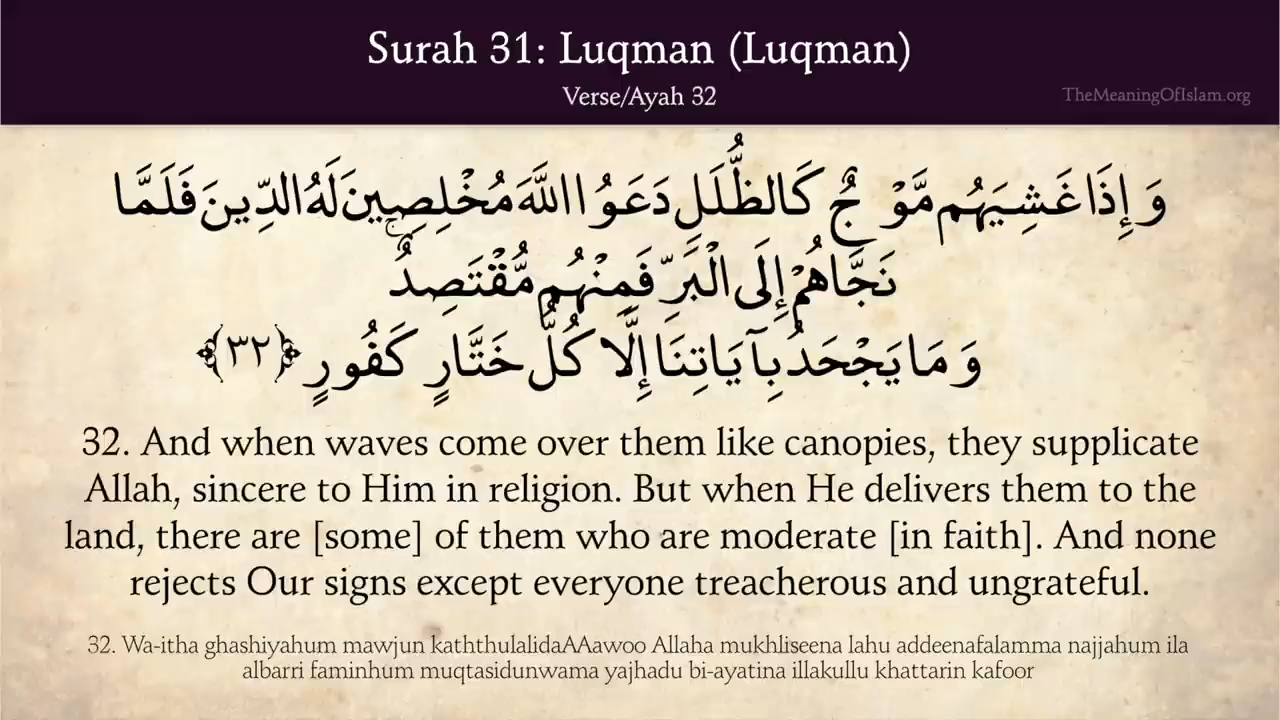 Surah 31: Luqman (Luqman)
Verse/Ayah 32
TheMeaningOfIslam.org
وَإِذَا غَشِيَهُم مَّوْجٌ كَالظُّلَلِ دَعَوُا اللَّهَ مُخْلِصِينَ لَهُ الدِّينَ فَلَمَّا
نَجَّاهُمْ إِلَى الْبَرِّ فَمِنْهُم مُّقْتَصِدٌ ۚ
وَمَا يَجْحَدُ بِآيَاتِنَا إِلَّا كُلُّ خَتَّارٍ كَفُورٍ ﴿٣٢﴾
32. And when waves come over them like canopies, they supplicate
Allah, sincere to Him in religion. But when He delivers them to the
land, there are [some] of them who are moderate [in faith]. And none
rejects Our signs except everyone treacherous and ungrateful.
32. Wa-itha ghashiyahum mawjun kaththulalidaAAawoo Allaha mukhliseena lahu addeenafalamma najjahum ila
albarri faminhum muqtasidunwama yajhadu bi-ayatina illakullu khattarin kafoor